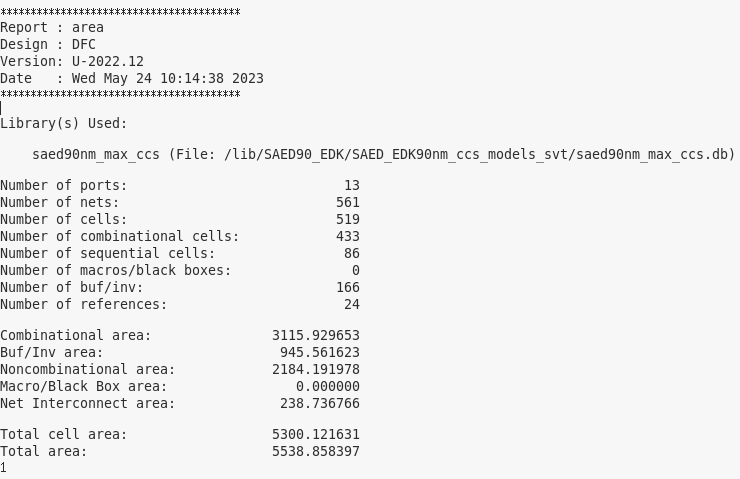 ****************************************
Report : area
Design : DFC
Version: U-2022.12
Date   : Wed May 24 10:14:38 2023
****************************************
Library(s) Used:
    saed90nm_max_ccs (File: /lib/SAED90_EDK/SAED_EDK90nm_ccs_models_svt/saed90nm_max_ccs.db)
Number of ports:                           13
Number of nets:                           561
Number of cells:                          519
Number of combinational cells:            433
Number of sequential cells:                86
Number of macros/black boxes:               0
Number of buf/inv:                        166
Number of references:                      24
Combinational area:               3115.929653
Buf/Inv area:                      945.561623
Noncombinational area:            2184.191978
Macro/Black Box area:                0.000000
Net Interconnect area:             238.736766
Total cell area:                  5300.121631
Total area:                       5538.858397
1